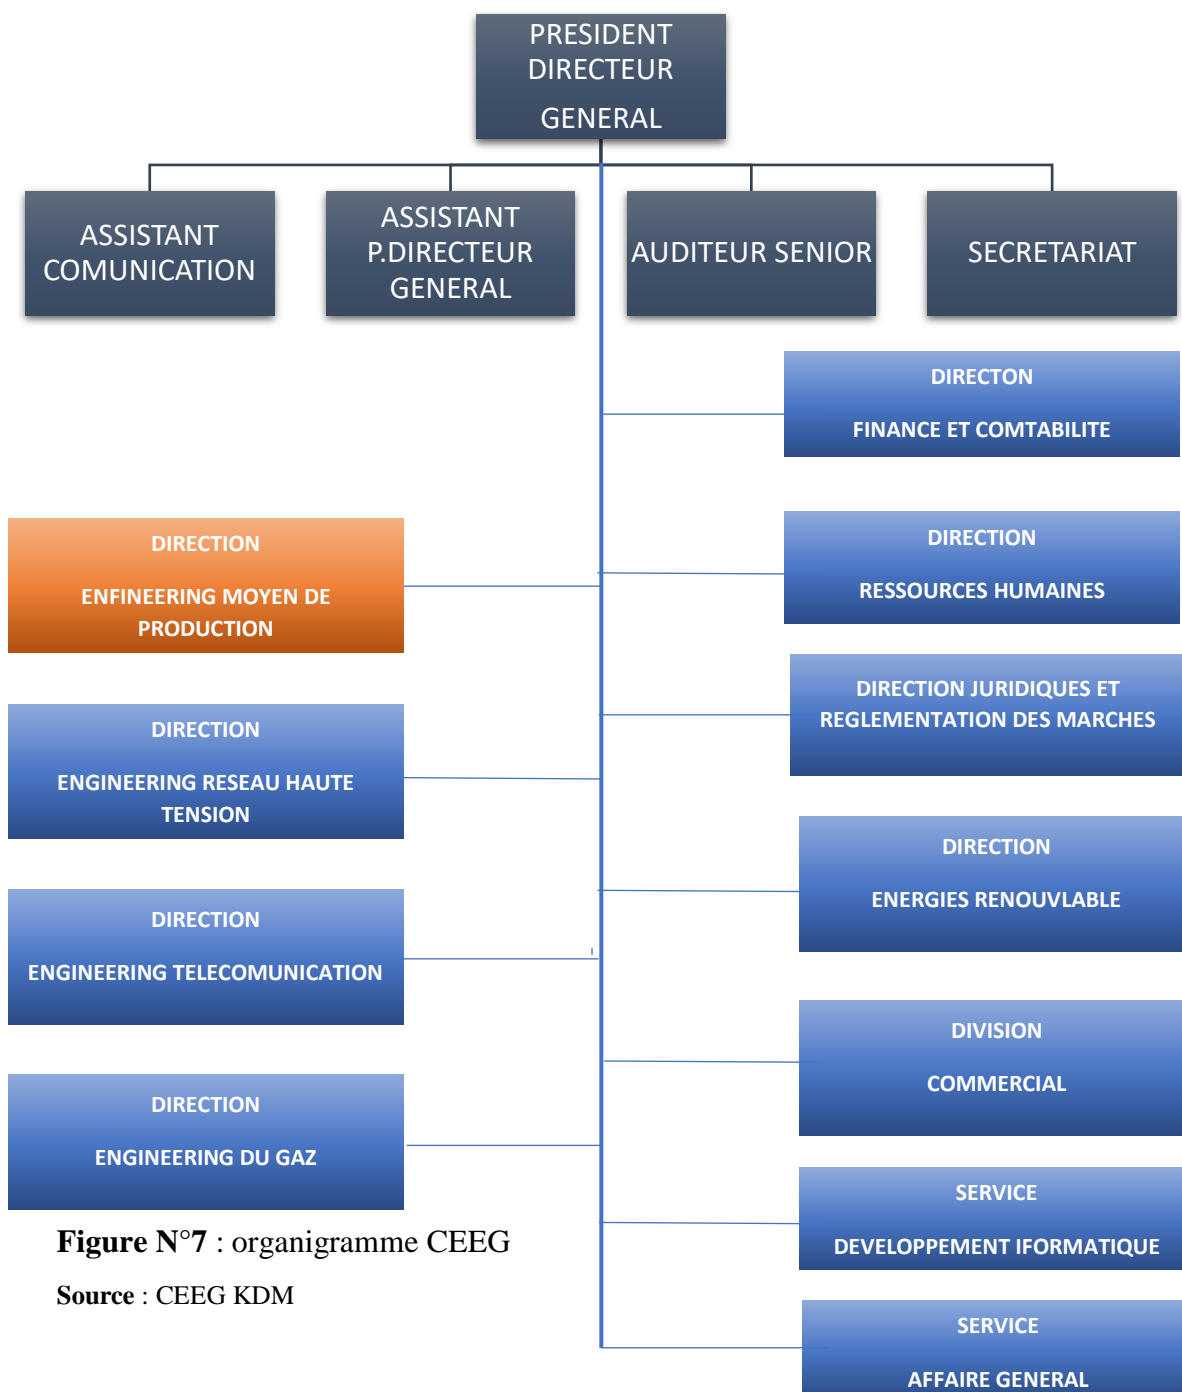 PRESIDENT
DIRECTEUR
GENERAL
ASSISTANT
COMUNICATION
ASSISTANT
P.DIRECTEUR
GENERAL
AUDITEUR SENIOR
SECRETARIAT
DIRECTON
FINANCE ET COMTABILITE
DIRECTION
ENFINEERING MOYEN DE
PRODUCTION
DIRECTION
RESSOURCES HUMAINES
DIRECTION JURIDIQUES ET
REGLEMENTATION DES MARCHES
DIRECTION
ENGINEERING RESEAU HAUTE
TENSION
DIRECTION
ENERGIES RENOUVLABLE
DIRECTION
ENGINEERING TELECOMUNICATION
DIVISION
COMMERCIAL
DIRECTION
ENGINEERING DU GAZ
SERVICE
DEVELOPPEMENT IFORMATIQUE
SERVICE
AFFAIRE GENERAL
Figure N°7 : organigramme CEEG
Source : CEEG KDM